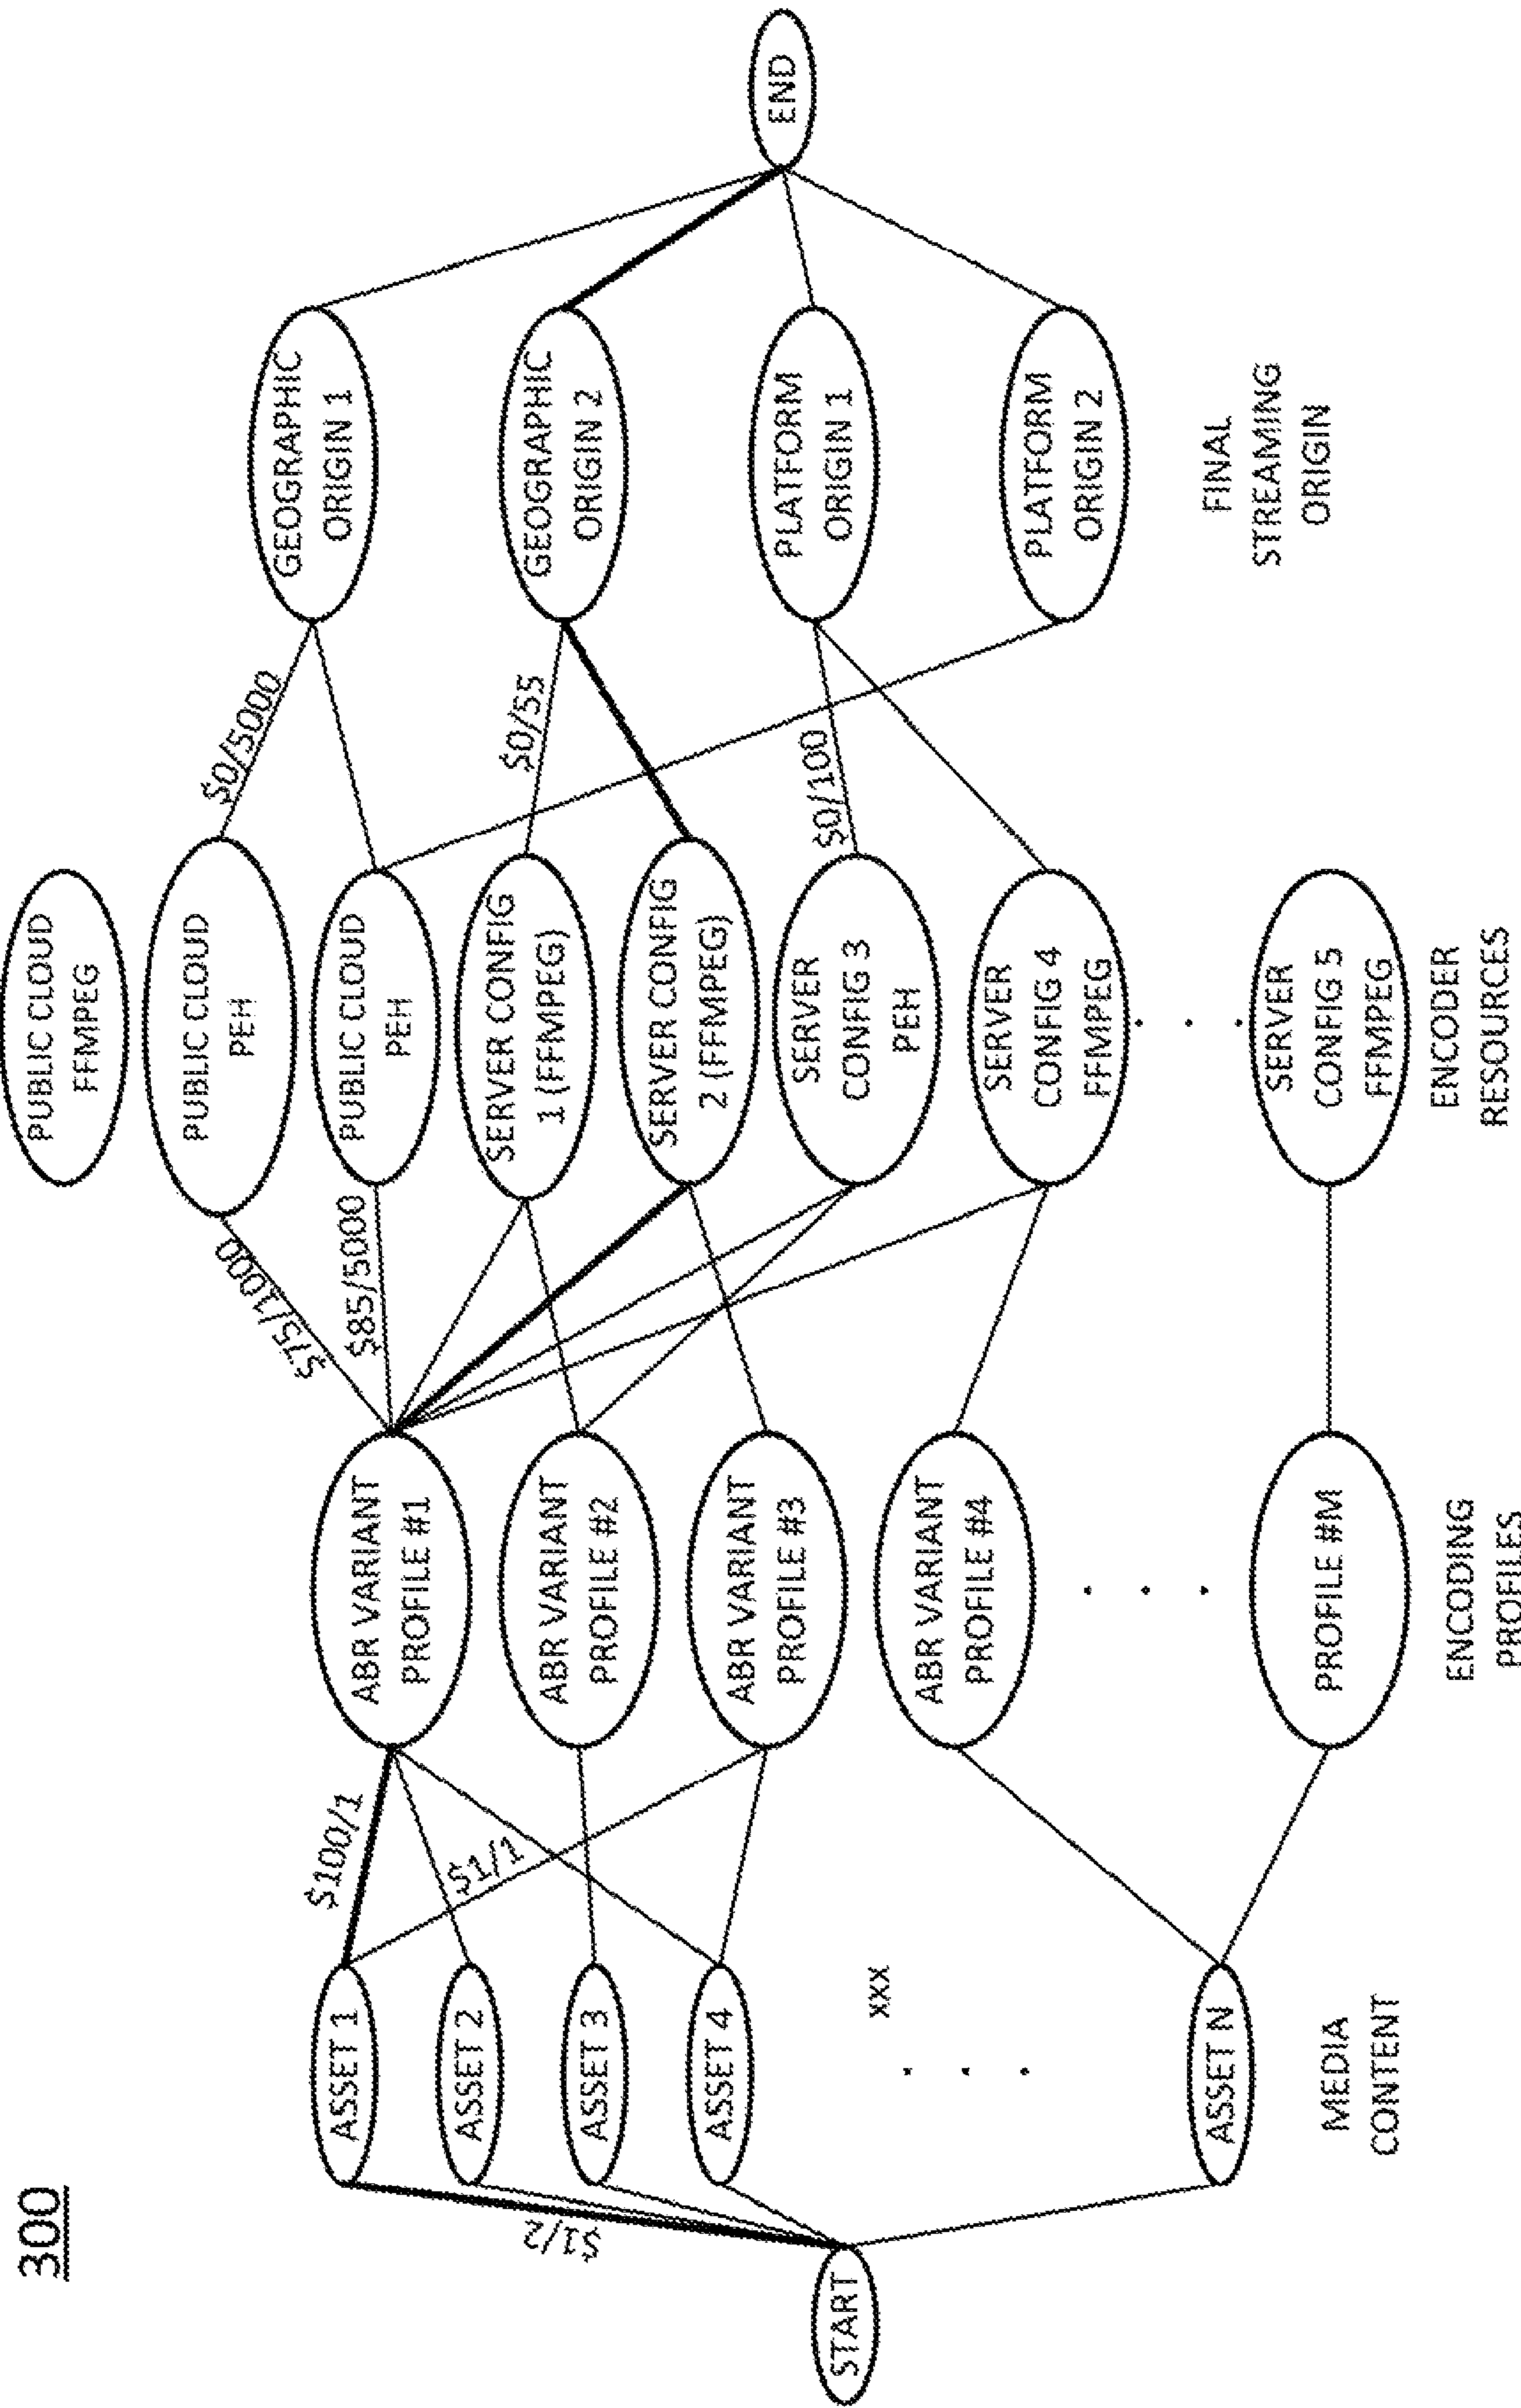 300
START
$1/2
ASSET 1
ASSET 2
ASSET 3
ASSET 4
xxx
ASSET N
MEDIA
CONTENT
$100/1
$1/1
ABR VARIANT
PROFILE #1
ABR VARIANT
PROFILE #2
ABR VARIANT
PROFILE #3
ABR VARIANT
PROFILE #4
PROFILE #M
ENCODING
PROFILES
$75/1000
$85/5000
PUBLIC CLOUD
FFMPEG
PUBLIC CLOUD
PEH
PUBLIC CLOUD
PEH
SERVER CONFIG
1 (FFMPEG)
SERVER CONFIG
2 (FFMPEG)
SERVER
CONFIG 3
PEH
SERVER
CONFIG 4
FFMPEG
SERVER
CONFIG 5
FFMPEG
ENCODER
RESOURCES
$0/5000
$0/55
$0/100
GEOGRAPHIC
ORIGIN 1
GEOGRAPHIC
ORIGIN 2
PLATFORM
ORIGIN 1
PLATFORM
ORIGIN 2
FINAL
STREAMING
ORIGIN
END